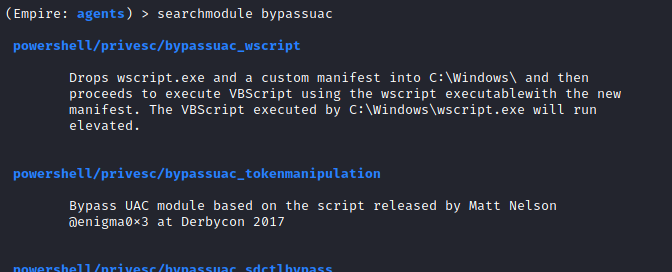 (Empire: agents) > searchmodule bypassuac
powershell/privesc/bypassuac_wscript
Drops wscript.exe and a custom manifest into C:\Windows\ and then
proceeds to execute VBScript using the wscript executablewith the new
manifest. The VBScript executed by C:\Windows\wscript.exe will run
elevated.
powershell/privesc/bypassuac_tokenmanipulation
Bypass UAC module based on the script released by Matt Nelson
@enigma0×3 at Derbycon 2017
powershell/privesc/bypassuac_sdctlbypass